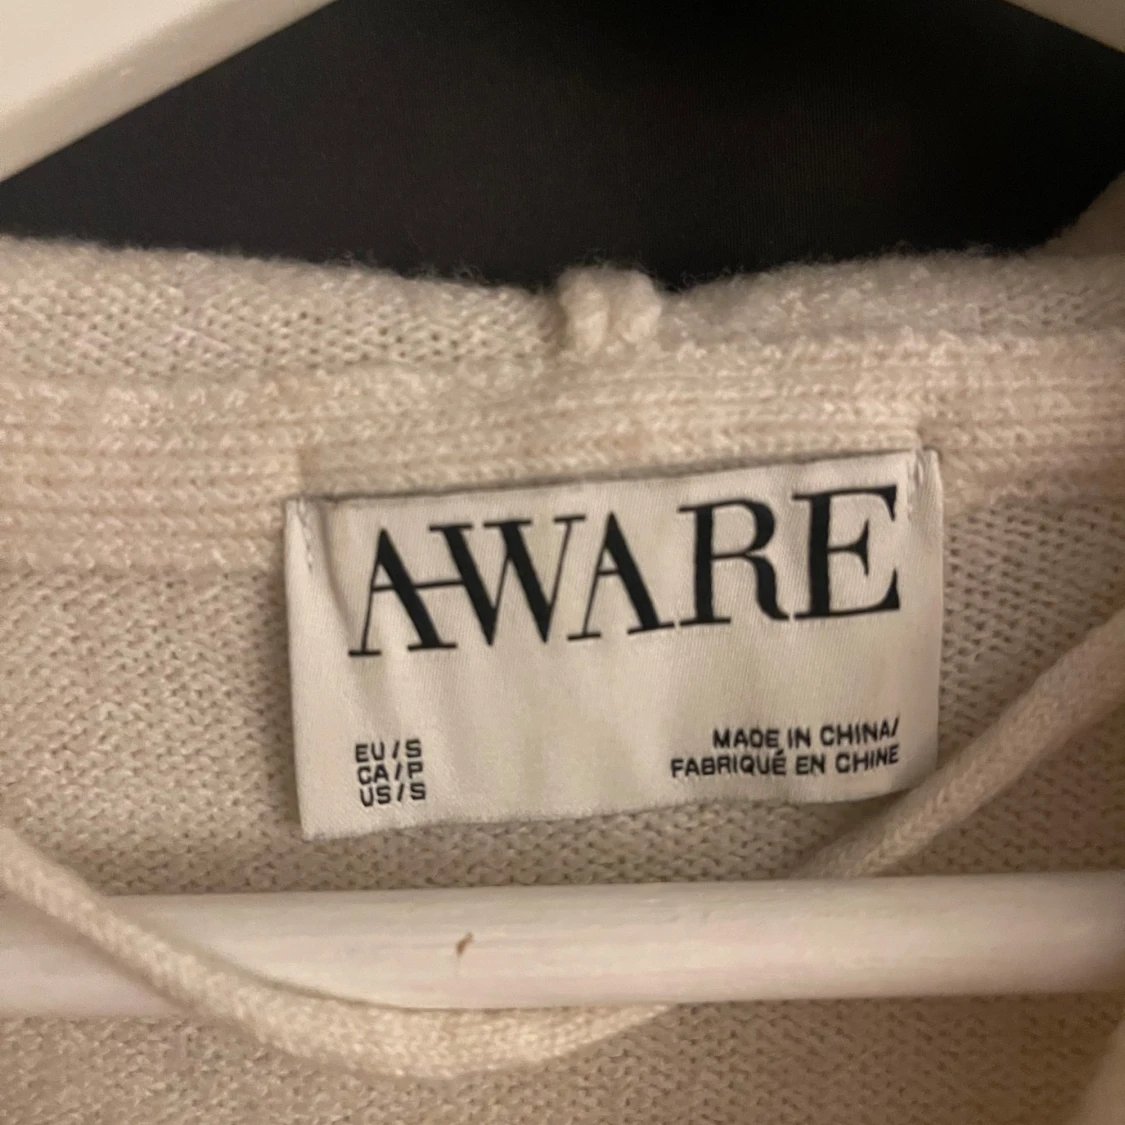 AWARE
EU/S
CA/P
US/S
MADE IN CHINA/
FABRIQUÉ EN CHINE